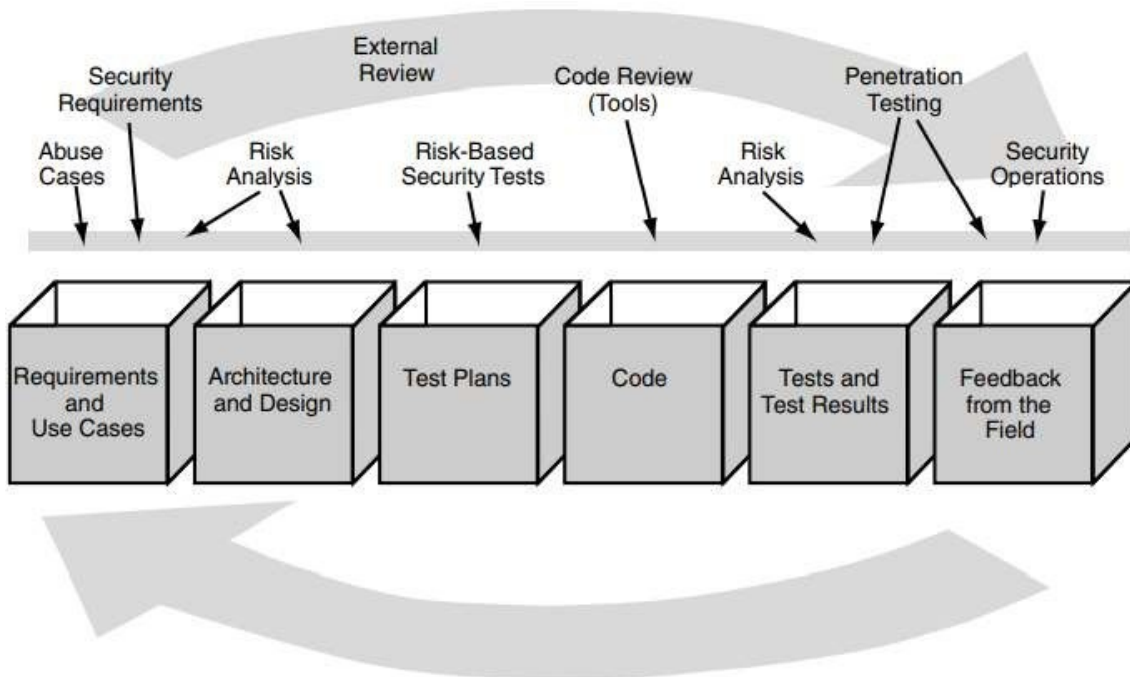 External
Review
Security
Requirements
Code Review
(Tools)
Penetration
Testing
Abuse
Cases
Risk
Analysis
Risk-Based
Security Tests
Risk
Analysis
Security
Operations
Requirements
and
Use Cases
Architecture
and Design
Test Plans
Code
Tests and
Test Results
Feedback
from the
Field